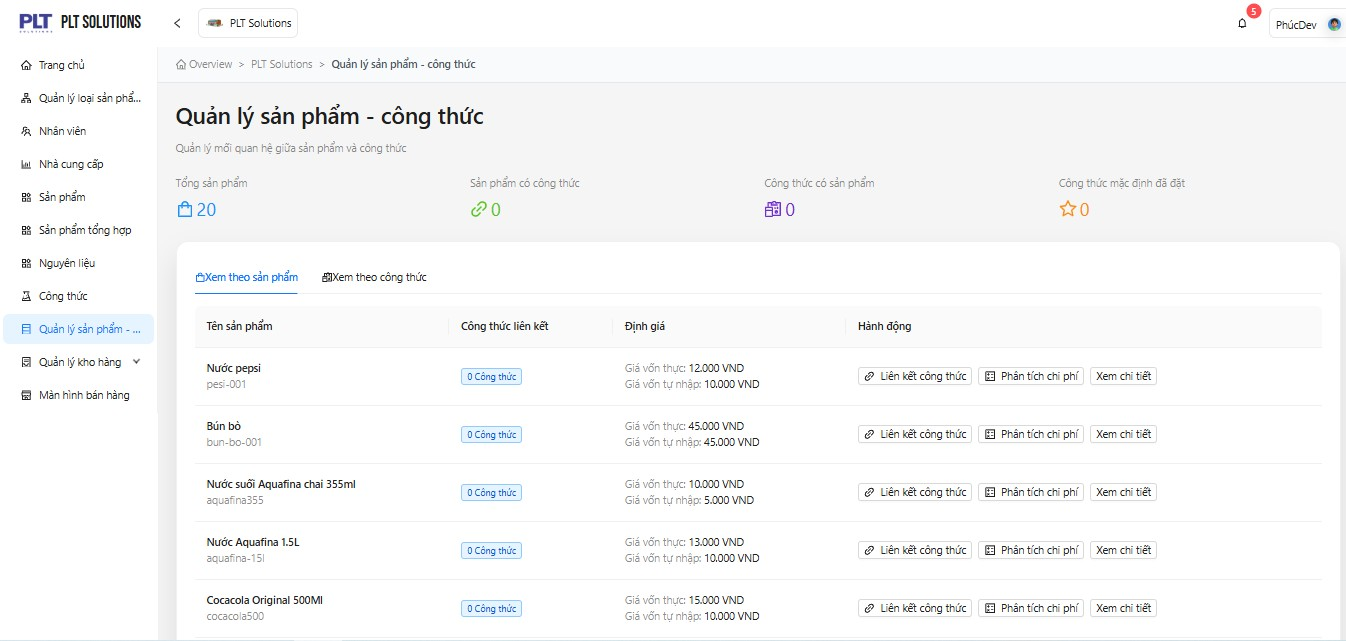 PLT SOLUTIONS
SOLUTIONS
PLT Solutions
5
PhúcDev
Trang chủ
Quản lý loại sản phẩ...
Nhân viên
Nhà cung cấp
Sản phẩm
Sản phẩm tổng hợp
Nguyên liệu
Công thức
Quản lý sản phẩm - ...
Quản lý kho hàng
Màn hình bán hàng
Overview > PLT Solutions > Quản lý sản phẩm - công thức
Quản lý sản phẩm - công thức
Quản lý mối quan hệ giữa sản phẩm và công thức
Tổng sản phẩm
20
Sản phẩm có công thức
0
Công thức có sản phẩm
0
Công thức mặc định đã đặt
0
Xem theo sản phẩm Xem theo công thức
Tên sản phẩm Công thức liên kết Định giá Hành động
Nước pepsi
pesi-001
0 Công thức
Giá vốn thực: 12.000 VND
Giá vốn tự nhập: 10.000 VND
Liên kết công thức Phân tích chi phí Xem chi tiết
Bún bò
bun-bo-001
0 Công thức
Giá vốn thực: 45.000 VND
Giá vốn tự nhập: 45.000 VND
Liên kết công thức Phân tích chi phí Xem chi tiết
Nước suối Aquafina chai 355ml
aquafina355
0 Công thức
Giá vốn thực: 10.000 VND
Giá vốn tự nhập: 5.000 VND
Liên kết công thức Phân tích chi phí Xem chi tiết
Nước Aquafina 1.5L
aquafina-15l
0 Công thức
Giá vốn thực: 13.000 VND
Giá vốn tự nhập: 10.000 VND
Liên kết công thức Phân tích chi phí Xem chi tiết
Cocacola Original 500Ml
cocacola500
0 Công thức
Giá vốn thực: 15.000 VND
Giá vốn tự nhập: 10.000 VND
Liên kết công thức Phân tích chi phí Xem chi tiết